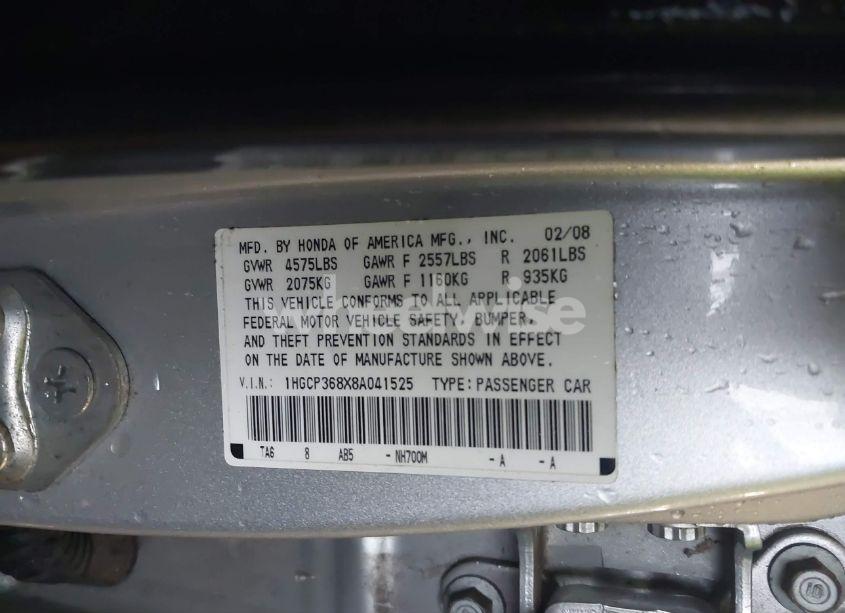 MFD. BY HONDA OF AMERICA MFG., INC. 02/08
GVWR 4575LBS GAWR F 2557LBS R 2061LBS
GVWR 2075KG GAWR F 1160KG R 935KG
THIS VEHICLE CONFORMS TO ALL APPLICABLE
FEDERAL MOTOR VEHICLE SAFETY, BUMPER,
AND THEFT PREVENTION STANDARDS IN EFFECT
ON THE DATE OF MANUFACTURE SHOWN ABOVE.
V.I.N.: 1HGCP368X8A041525 TYPE: PASSENGER CAR
TA6 8 AB5 -NH700M -A -A
wheelwise
10